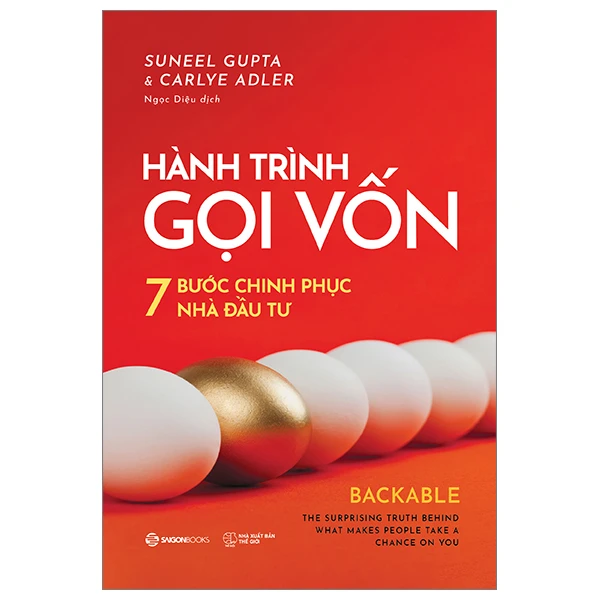 SUNEEL GUPTA
& CARLYE ADLER
Ngọc Diệu dịch
HÀNH TRÌNH
GỌI VỐN
7 BƯỚC CHINH PHỤC
NHÀ ĐẦU TƯ
BACKABLE
THE SURPRISING TRUTH BEHIND
WHAT MAKES PEOPLE TAKE A
CHANCE ON YOU
SAIGONBOOKS
NHÀ XUẤT BẢN
THẾ GIỚI